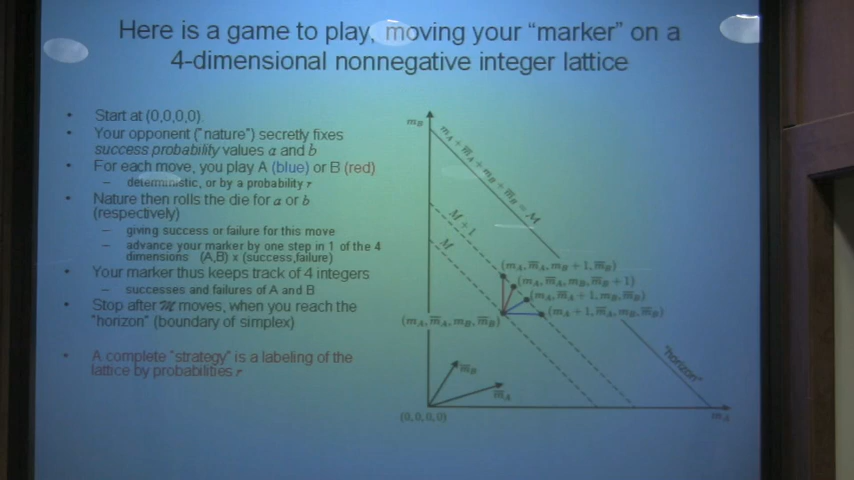 Here is a game to play, moving your “marker” on a
4-dimensional nonnegative integer lattice
• Start at (0,0,0,0).
• Your opponent (“nature”) secretly fixes
success probability values a and b
• For each move, you play A (blue) or B (red)
– deterministic, or by a probability r
• Nature then rolls the die for a or b
(respectively)
– giving success or failure for this move
– advance your marker by one step in 1 of the 4
dimensions (A,B) x (success,failure)
• Your marker thus keeps track of 4 integers
– successes and failures of A and B
• Stop after M moves, when you reach the
“horizon” (boundary of simplex)
• A complete “strategy” is a labeling of the
lattice by probabilities r
m_B
m_A + m̅_A + m_B + m̅_B = M
M + 1
M
(m_A, m̅_A, m_B + 1, m̅_B)
(m_A, m̅_A, m_B, m̅_B + 1)
(m_A, m̅_A + 1, m_B, m̅_B)
(m_A + 1, m̅_A, m_B, m̅_B)
(m_A, m̅_A, m_B, m̅_B)
"horizon"
m̅_B
m̅_A
(0,0,0,0)
m_A